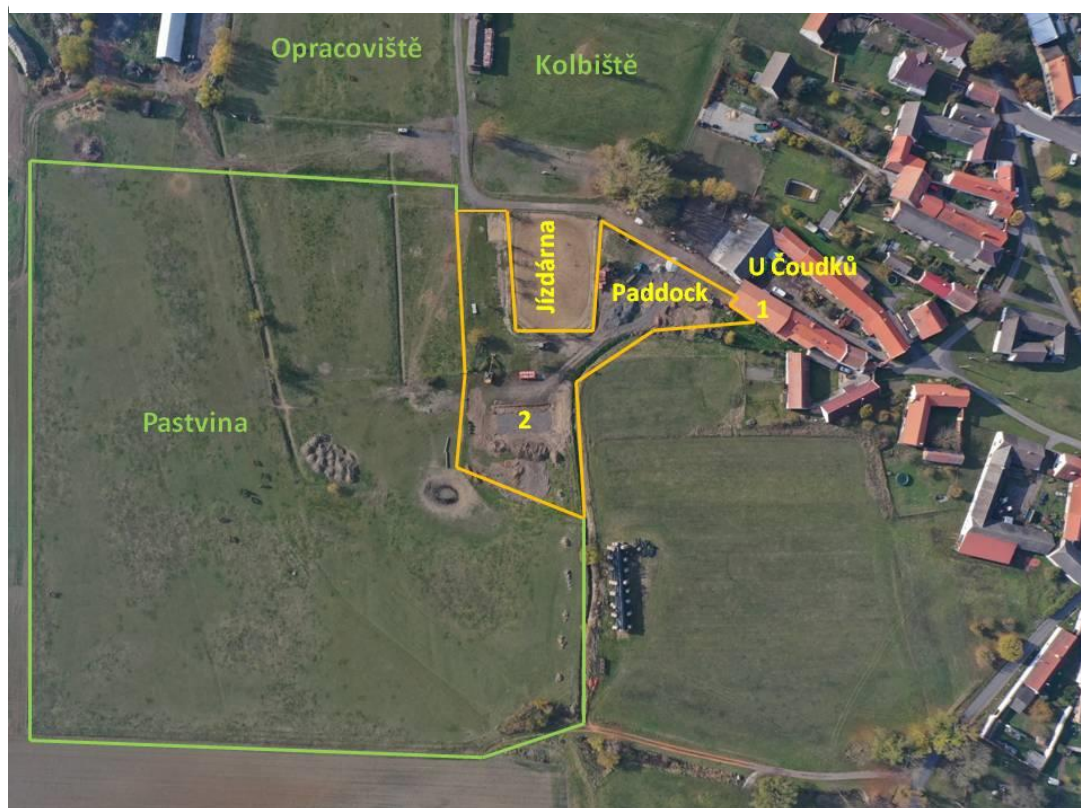 Opracoviště
Kolbiště
Jízdárna
U Čoudků
Paddock
1
Pastvina
2